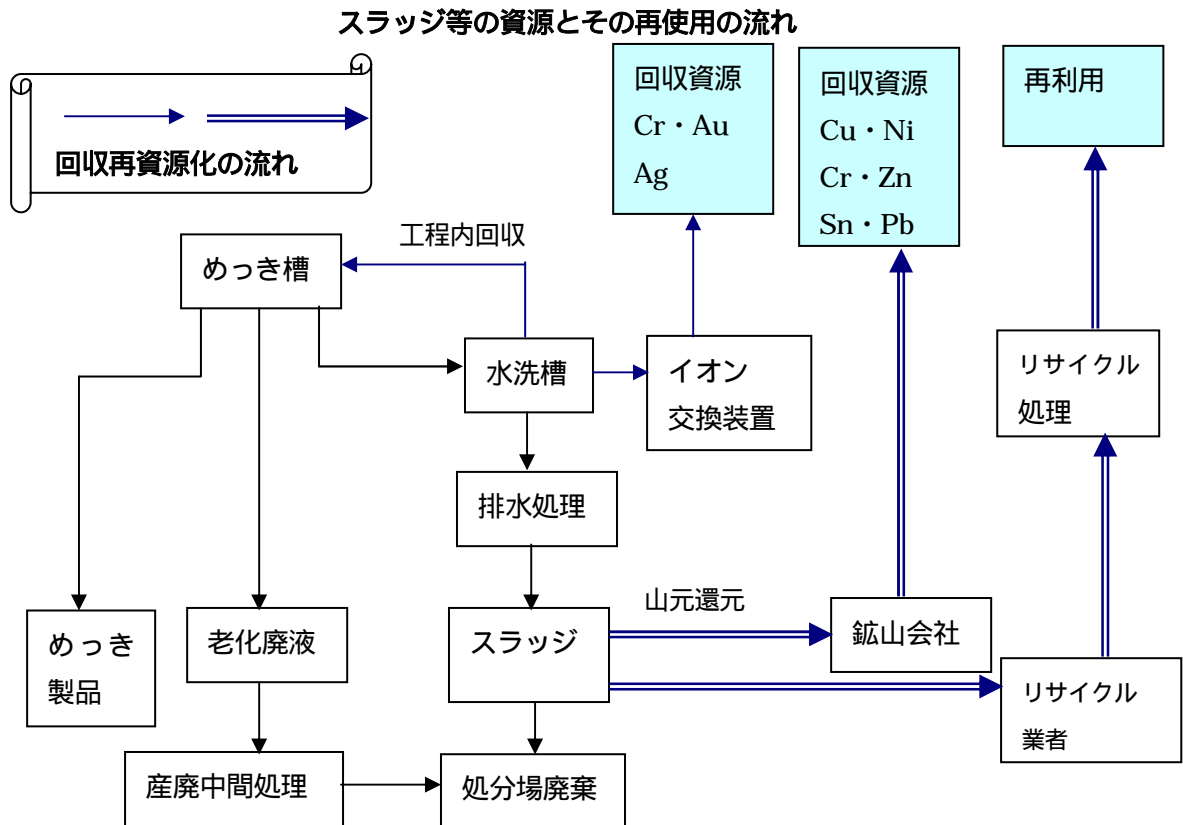 スラッジ等の資源とその再使用の流れ
回収再資源化の流れ
回収資源
Cr・Au
Ag
回収資源
Cu・Ni
Cr・Zn
Sn・Pb
再利用
工程内回収
めっき槽
水洗槽
イオン
交換装置
リサイクル
処理
排水処理
めっき
製品
老化廃液
スラッジ
山元還元
鉱山会社
リサイクル
業者
産廃中間処理
処分場廃棄